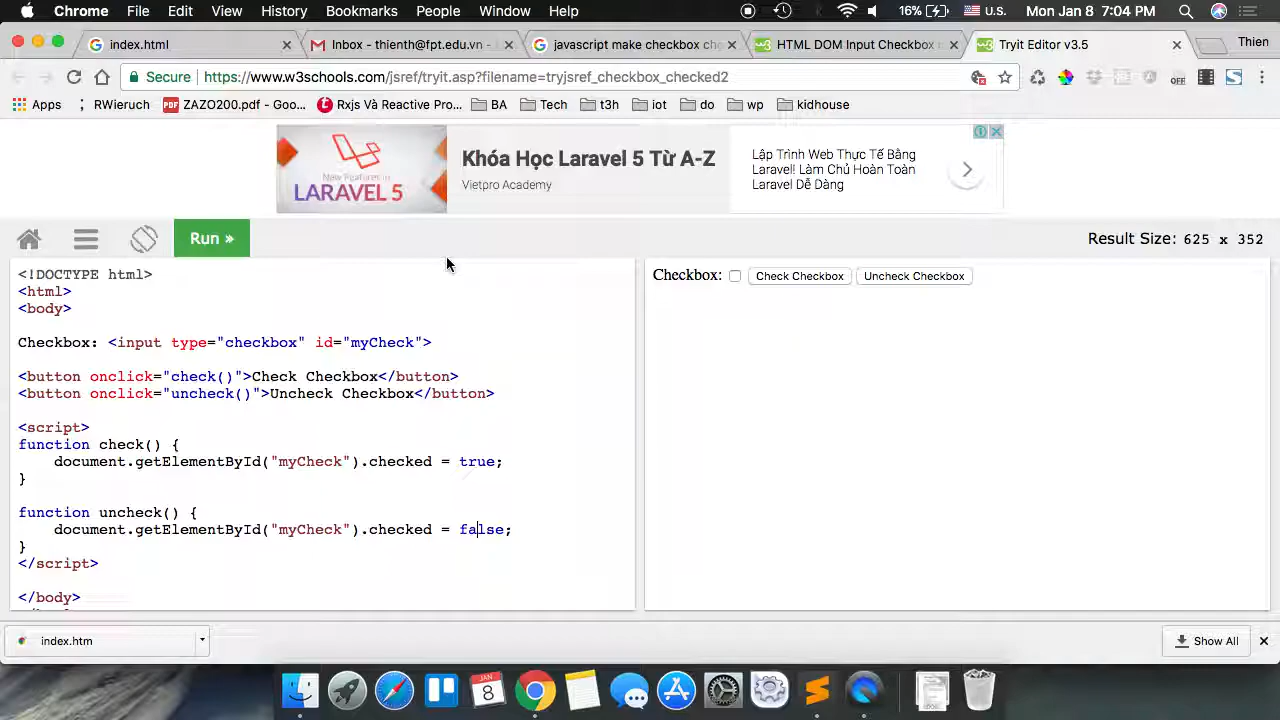 Chrome File Edit View History Bookmarks People Window Help 16% U.S. Mon Jan 8 7:04 PM
index.html
Inbox - thienth@fpt.edu.vn -
javascript make checkbox che
HTML DOM Input Checkbox
Tryit Editor v3.5
Thien
Secure https://www.w3schools.com/jsref/tryit.asp?filename=tryjsref_checkbox_checked2
OFF
Apps RWieruch ZAZO200.pdf - Goo... Rxjs Và Reactive Pro... BA Tech t3h iot do wp kidhouse
New Features in
LARAVEL 5
Khóa Học Laravel 5 Từ A-Z
Vietpro Academy
Lập Trình Web Thực Tế Bằng
Laravel! Làm Chủ Hoàn Toàn
Laravel Dễ Dàng
Run »
Result Size: 625 x 352
<!DOCTYPE html>
<html>
<body>
Checkbox: <input type="checkbox" id="myCheck">
<button onclick="check()">Check Checkbox</button>
<button onclick="uncheck()">Uncheck Checkbox</button>
<script>
function check() {
document.getElementById("myCheck").checked = true;
}
function uncheck() {
document.getElementById("myCheck").checked = false;
}
</script>
</body>
Checkbox: Check Checkbox Uncheck Checkbox
index.htm
Show All
JAN
8